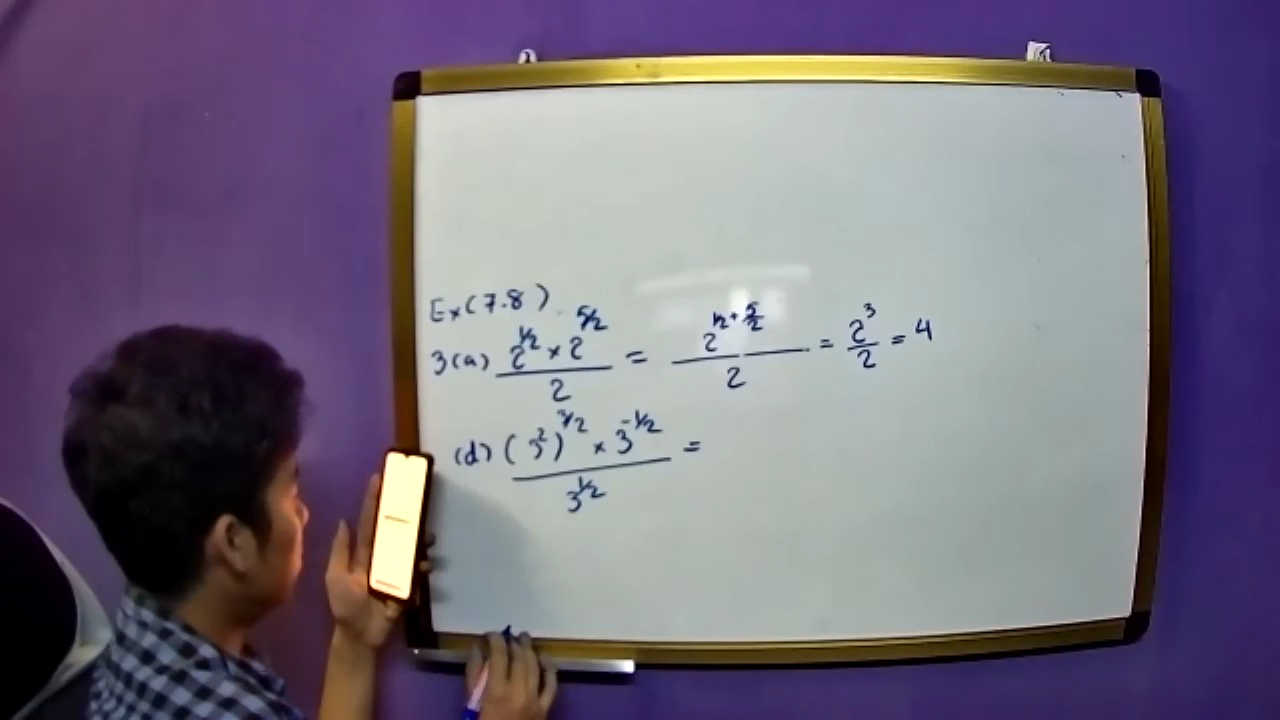 Ex(7.8)
3(a) (2^{1/2} × 2^{5/2})/2 = 2^{1/2+5/2}/2 = 2^3/2 = 4
(d) ((3^2)^{3/2} × 3^{-1/2})/3^{1/2} =